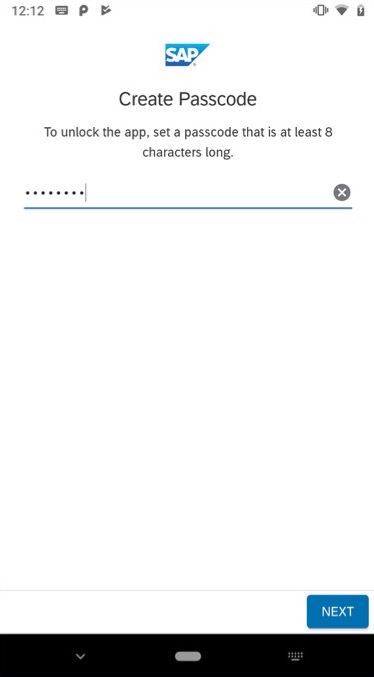 12:12
SAP
Create Passcode
To unlock the app, set a passcode that is at least 8
characters long.
••••••••
NEXT